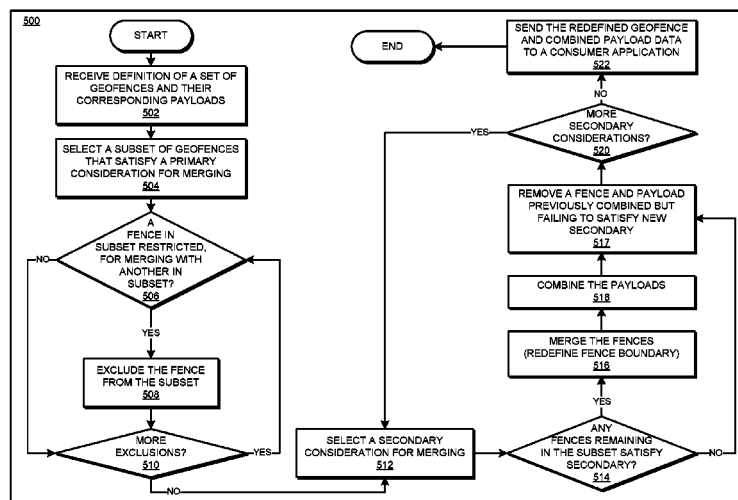 500
START
RECEIVE DEFINITION OF A SET OF
GEOFENCES AND THEIR
CORRESPONDING PAYLOADS
502
SELECT A SUBSET OF GEOFENCES
THAT SATISFY A PRIMARY
CONSIDERATION FOR MERGING
504
A
FENCE IN
SUBSET RESTRICTED,
FOR MERGING WITH
ANOTHER IN
SUBSET?
506
NO
YES
EXCLUDE THE FENCE
FROM THE SUBSET
508
MORE
EXCLUSIONS?
510
YES
NO
SELECT A SECONDARY
CONSIDERATION FOR MERGING
512
ANY
FENCES REMAINING
IN THE SUBSET SATISFY
SECONDARY?
514
NO
YES
MERGE THE FENCES
(REDEFINE FENCE BOUNDARY)
516
COMBINE THE PAYLOADS
518
REMOVE A FENCE AND PAYLOAD
PREVIOUSLY COMBINED BUT
FAILING TO SATISFY NEW
SECONDARY
517
MORE
SECONDARY
CONSIDERATIONS?
520
YES
NO
SEND THE REDEFINED GEOFENCE
AND COMBINED PAYLOAD DATA
TO A CONSUMER APPLICATION
522
END